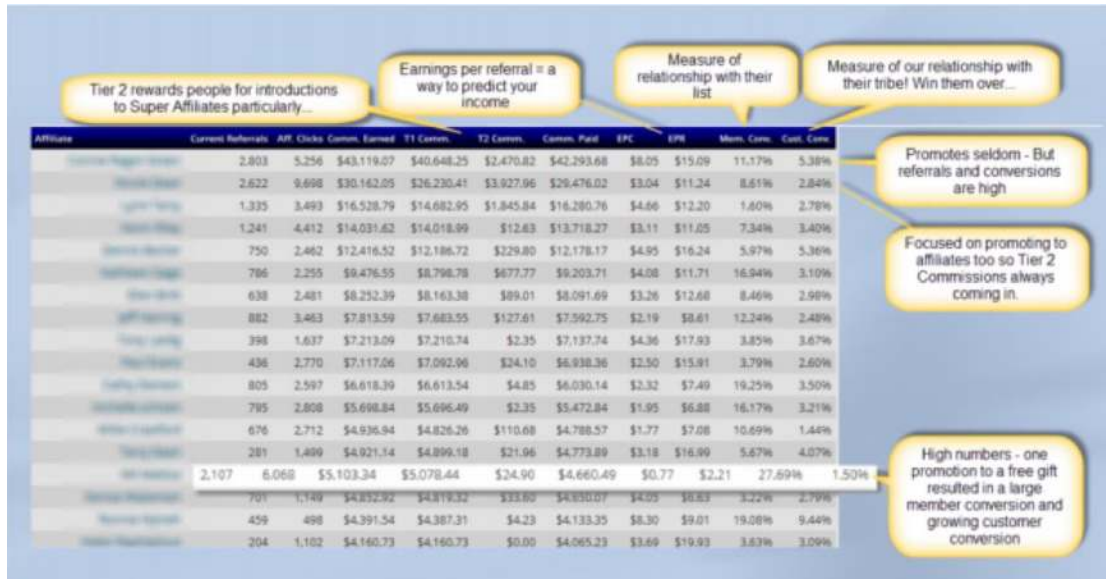 Tier 2 rewards people for introductions
to Super Affiliates particularly...
Earnings per referral = a
way to predict your
income
Measure of
relationship with their
list
Measure of our relationship with
their tribe! Win them over...
Affiliate Current Referrals Aff. Clicks Comm. Earned T1 Comm. T2 Comm. Comm. Paid EPC EPR Mem. Conv. Cust. Conv.
2,803 5,256 $43,119.07 $40,648.25 $2,470.82 $42,293.68 $8.05 $15.09 11.17% 5.38%
2,622 9,698 $30,162.05 $26,230.41 $3,927.96 $29,476.02 $3.04 $11.24 8.61% 2.84%
1,335 3,493 $16,528.79 $14,682.95 $1,845.84 $16,280.76 $4.66 $12.20 1.60% 2.78%
1,241 4,412 $14,031.62 $14,018.99 $12.63 $13,718.27 $3.11 $11.05 7.34% 3.40%
750 2,462 $12,416.52 $12,186.72 $229.80 $12,178.17 $4.95 $16.24 5.97% 5.36%
786 2,255 $9,476.55 $8,798.78 $677.77 $9,203.71 $4.08 $11.71 16.94% 3.10%
638 2,481 $8,252.39 $8,163.38 $89.01 $8,091.69 $3.26 $12.68 8.46% 2.98%
882 3,463 $7,813.59 $7,683.55 $127.61 $7,592.75 $2.19 $8.61 12.24% 2.48%
398 1,637 $7,213.09 $7,210.74 $2.35 $7,137.74 $4.36 $17.93 3.85% 3.67%
436 2,770 $7,117.06 $7,092.96 $24.10 $6,938.36 $2.50 $15.91 3.79% 2.60%
805 2,597 $6,618.39 $6,613.54 $4.85 $6,030.14 $2.32 $7.49 19.25% 3.50%
795 2,808 $5,698.84 $5,696.49 $2.35 $5,472.84 $1.95 $6.88 16.17% 3.21%
676 2,712 $4,936.94 $4,826.26 $110.68 $4,788.57 $1.77 $7.08 10.69% 1.44%
281 1,499 $4,921.14 $4,899.18 $21.96 $4,773.89 $3.18 $16.99 5.67% 4.07%
2,107 6,068 $5,103.34 $5,078.44 $24.90 $4,660.49 $0.77 $2.21 27.69% 1.50%
701 1,149 $4,852.92 $4,819.32 $33.60 $4,650.07 $4.05 $6.63 3.22% 2.79%
459 498 $4,391.54 $4,387.31 $4.23 $4,133.35 $8.30 $9.01 19.08% 9.44%
204 1,102 $4,160.73 $4,160.73 $0.00 $4,065.23 $3.69 $19.93 3.63% 3.09%
Promotes seldom - But
referrals and conversions
are high
Focused on promoting to
affiliates too so Tier 2
Commissions always
coming in.
High numbers - one
promotion to a free gift
resulted in a large
member conversion and
growing customer
conversion